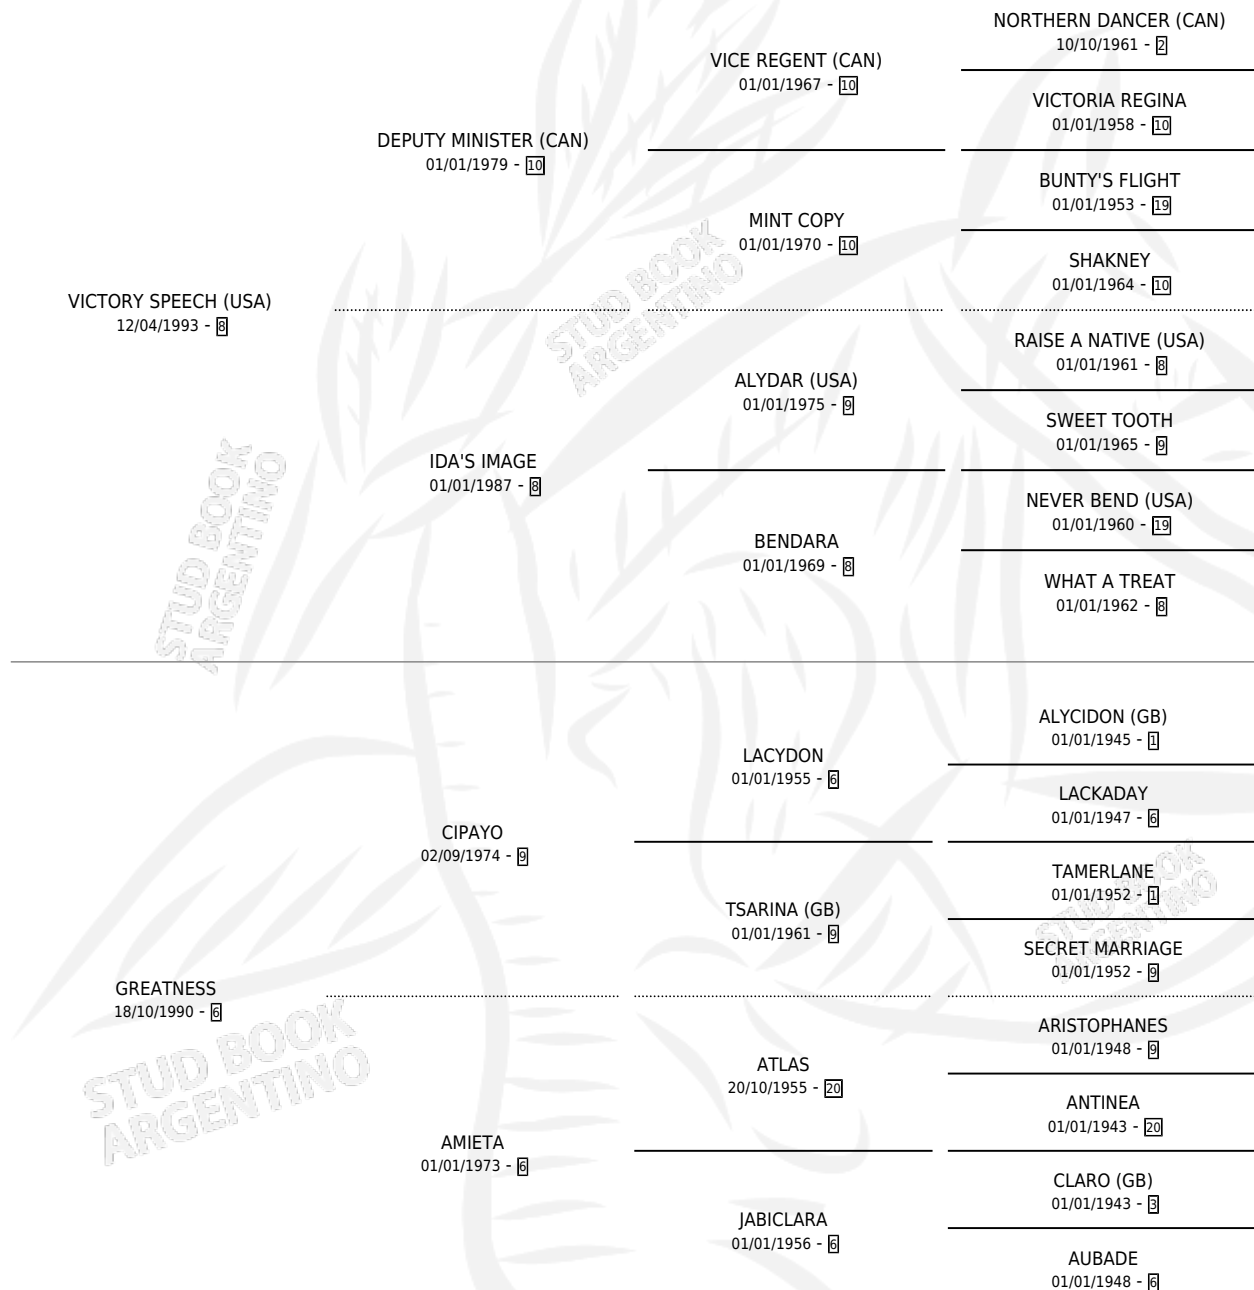 NORTHERN DANCER (CAN)
10/10/1961 - 2
VICE REGENT (CAN)
01/01/1967 - 10
VICTORIA REGINA
01/01/1958 - 10
DEPUTY MINISTER (CAN)
01/01/1979 - 10
BUNTY'S FLIGHT
01/01/1953 - 19
MINT COPY
01/01/1970 - 10
SHAKNEY
01/01/1964 - 10
VICTORY SPEECH (USA)
12/04/1993 - 8
STUD BOOK
ARGENTINO
RAISE A NATIVE (USA)
01/01/1961 - 8
ALYDAR (USA)
01/01/1975 - 9
SWEET TOOTH
01/01/1965 - 9
IDA'S IMAGE
01/01/1987 - 8
NEVER BEND (USA)
01/01/1960 - 19
BENDARA
01/01/1969 - 8
WHAT A TREAT
01/01/1962 - 8
STUD BOOK
ARGENTINO
ALYCIDON (GB)
01/01/1945 - 1
LACYDON
01/01/1955 - 6
LACKADAY
01/01/1947 - 6
CIPAYO
02/09/1974 - 9
TAMERLANE
01/01/1952 - 1
TSARINA (GB)
01/01/1961 - 9
SECRET MARRIAGE
01/01/1952 - 9
STUD BOOK
ARGENTINO
GREATNESS
18/10/1990 - 6
ARISTOPHANES
01/01/1948 - 9
ATLAS
20/10/1955 - 20
ANTINEA
01/01/1943 - 20
STUD BOOK
ARGENTINO
AMIETA
01/01/1973 - 6
CLARO (GB)
01/01/1943 - 3
JABICLARA
01/01/1956 - 6
AUBADE
01/01/1948 - 6